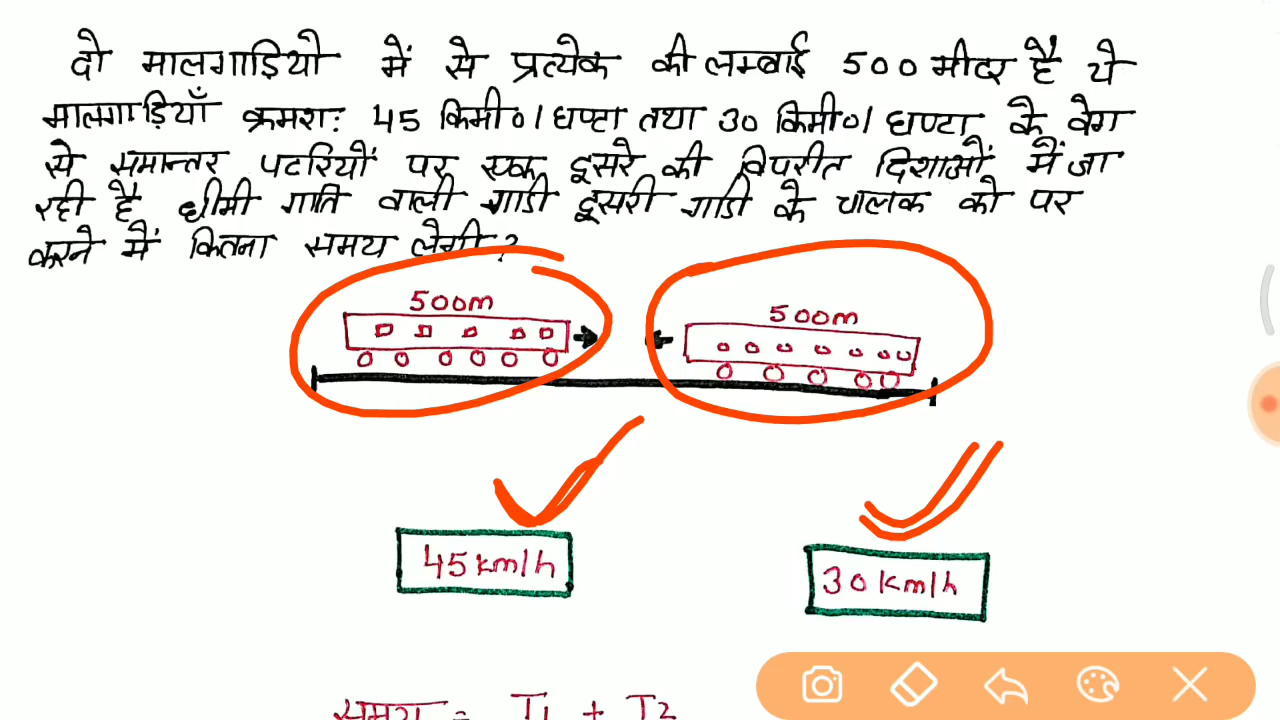 दो मालगाडियो में से प्रत्येक की लम्बाई 500 मीटर है ये
मालगाड़ियाँ क्रमश: 45 किमी०/घण्टा तथा 30 किमी०/घण्टा के वेग
से समान्तर पटरियों पर एक दूसरे की विपरीत दिशाओं में जा
रही है धीमी गति वाली गाडी दूसरी गाडी के चालक को पर
करने में कितना समय लेगी?
500m
500m
45km/h
30km/h
समय = T1 + T2